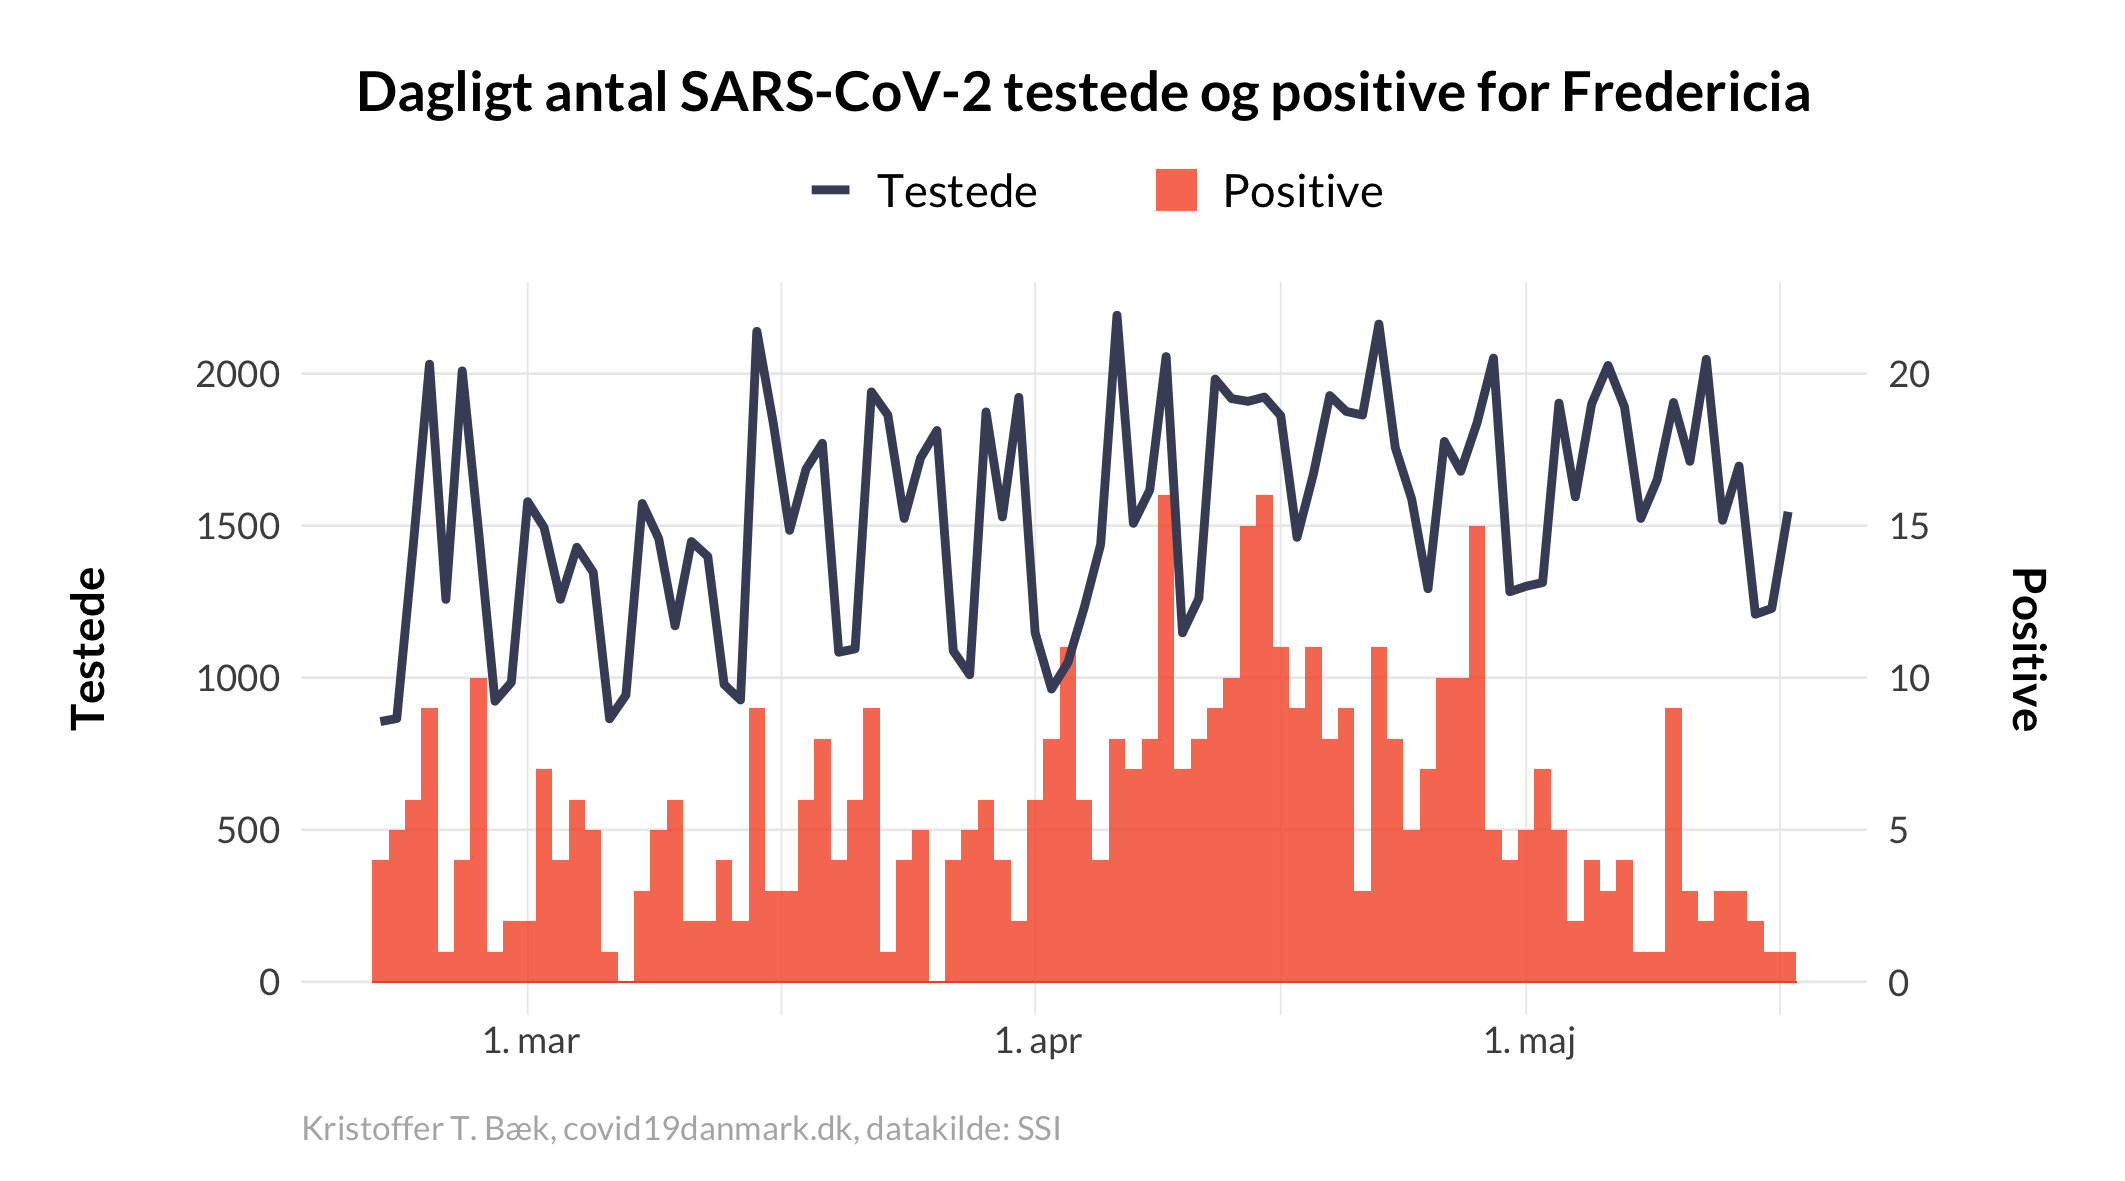 Dagligt antal SARS-CoV-2 testede og positive for Fredericia
Testede
Positive
2000
1500
1000
500
0
Testede
20
15
10
5
0
Positive
1. mar
1. apr
1. maj
Kristoffer T. Bæk, covid19danmark.dk, datakilde: SSI